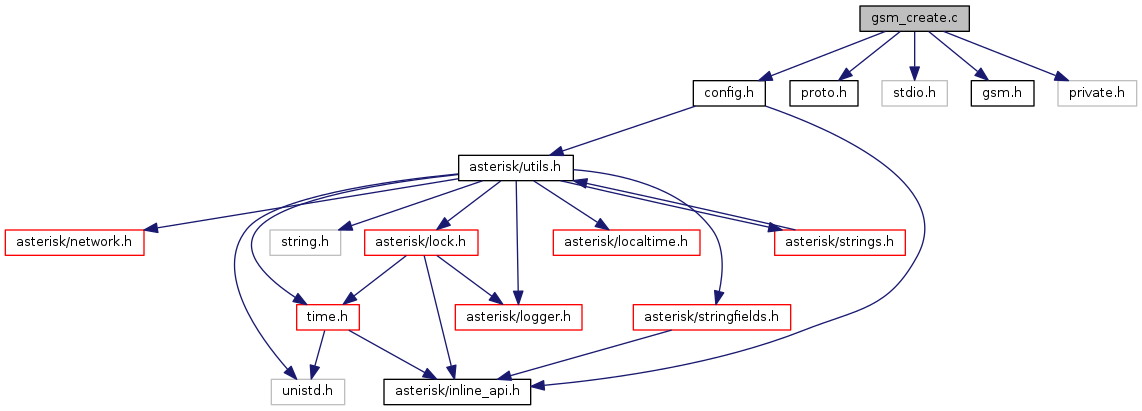 gsm_create.c
config.h
proto.h
stdio.h
gsm.h
private.h
asterisk/utils.h
asterisk/network.h
string.h
asterisk/lock.h
asterisk/localtime.h
asterisk/strings.h
time.h
asterisk/logger.h
asterisk/stringfields.h
unistd.h
asterisk/inline_api.h